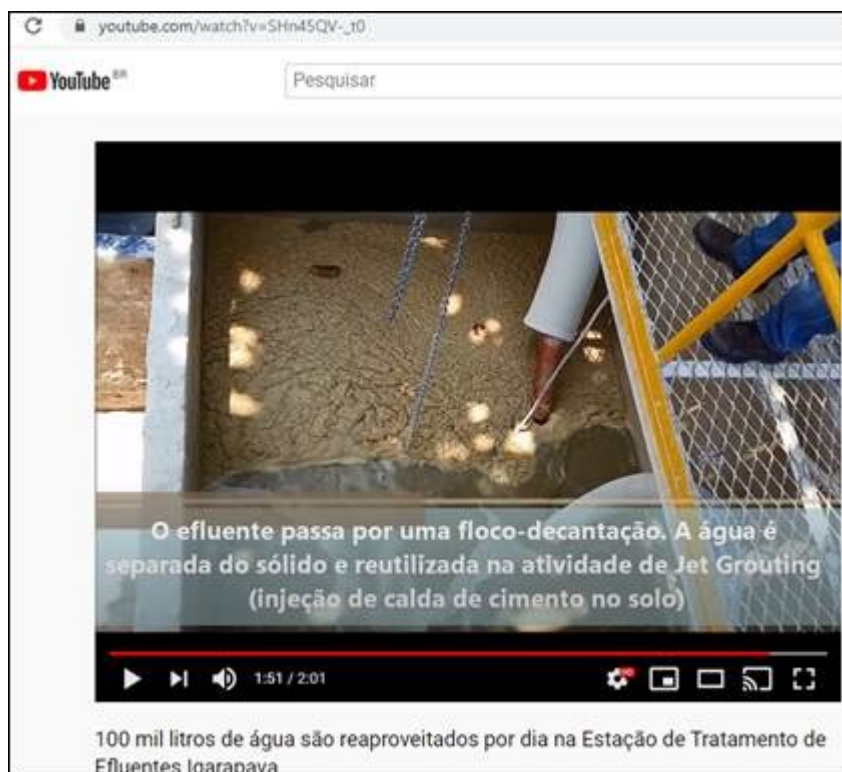 youtube.com/watch?v=SHn45QV-_t0
YouTube BR
Pesquisar
O efluente passa por uma floco-decantação. A água é
separada do sólido e reutilizada na atividade de Jet Grouting
(injeção de calda de cimento no solo)
1:51 / 2:01
100 mil litros de água são reaproveitados por dia na Estação de Tratamento de
Efluentes Igarapava